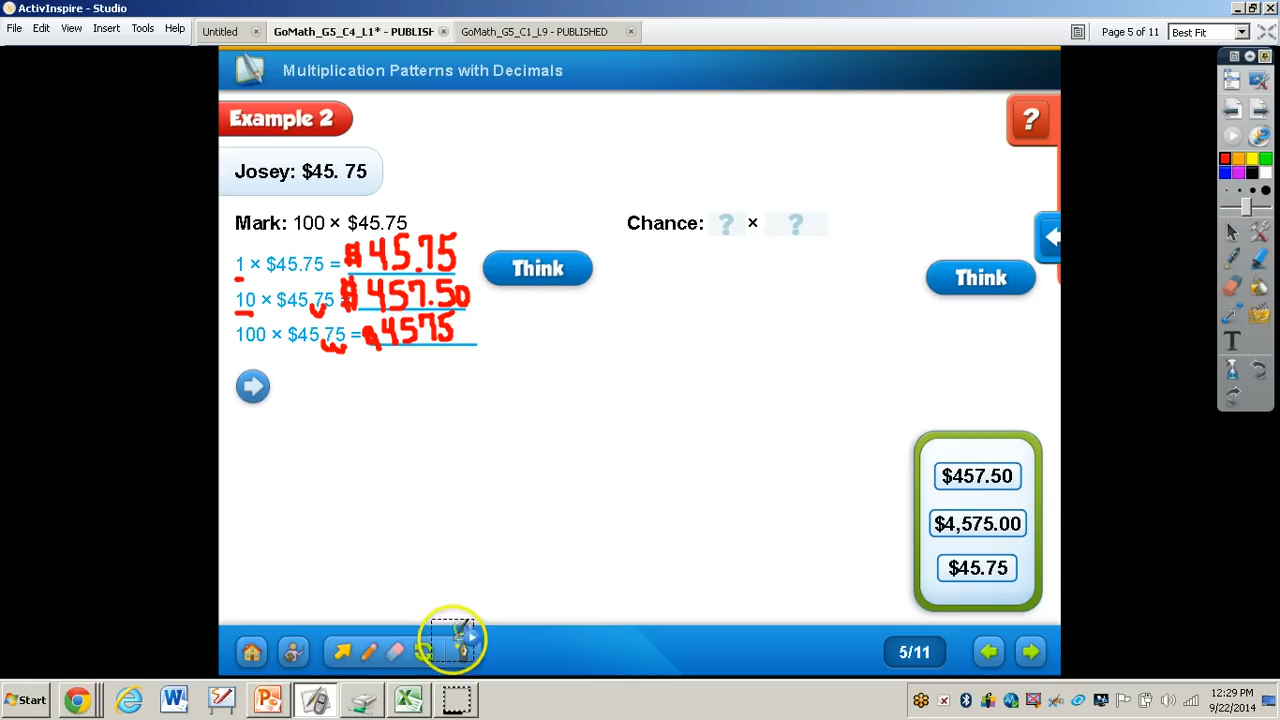 ActivInspire - Studio
File Edit View Insert Tools Help
Untitled
GoMath_G5_C4_L1* - PUBLISH
GoMath_G5_C1_L9 - PUBLISHED
Page 5 of 11
Best Fit
Multiplication Patterns with Decimals
Example 2
?
Josey: $45. 75
Mark: 100 × $45.75
Chance: ? × ?
1 × $45.75 = $45.75
10 × $45.75 = $457.50
100 × $45.75 = $4575
Think
Think
$457.50
$4,575.00
$45.75
5/11
T
Start
12:29 PM
9/22/2014